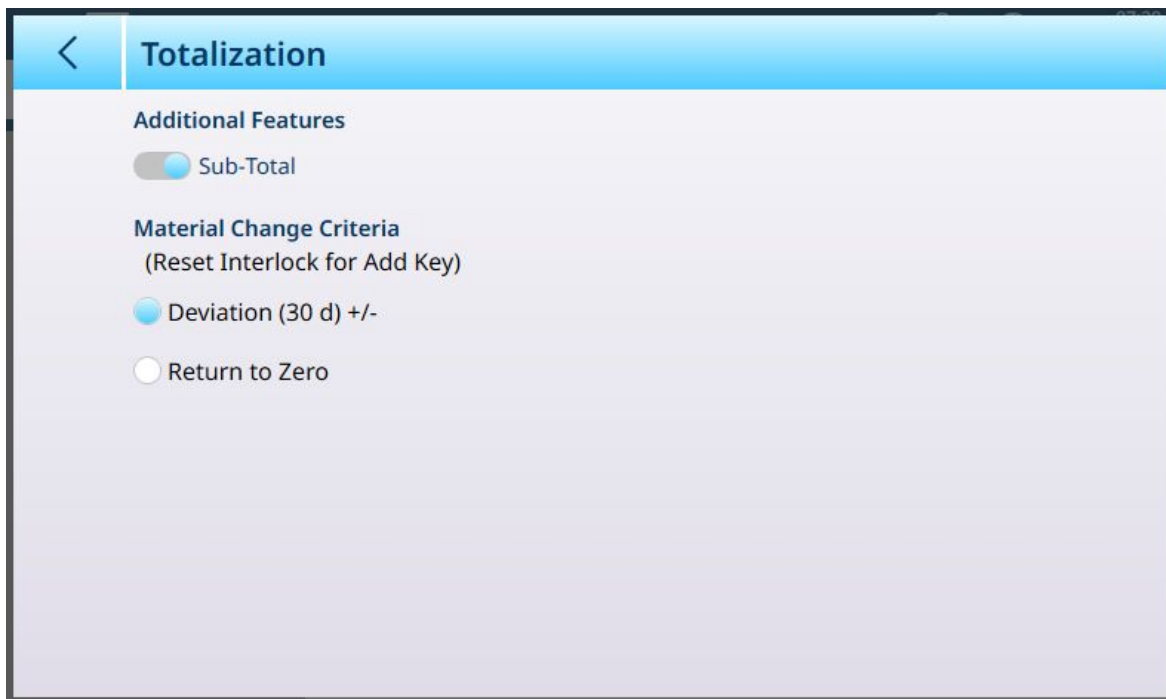 Totalization
Additional Features
Sub-Total
Material Change Criteria
(Reset Interlock for Add Key)
Deviation (30 d) +/-
Return to Zero